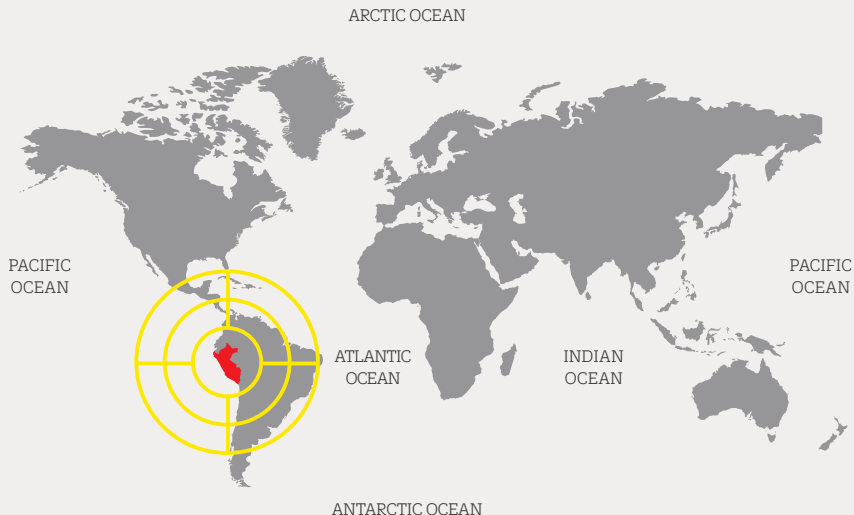 ARCTIC OCEAN
PACIFIC
OCEAN
PACIFIC
OCEAN
ATLANTIC
OCEAN
INDIAN
OCEAN
ANTARCTIC OCEAN